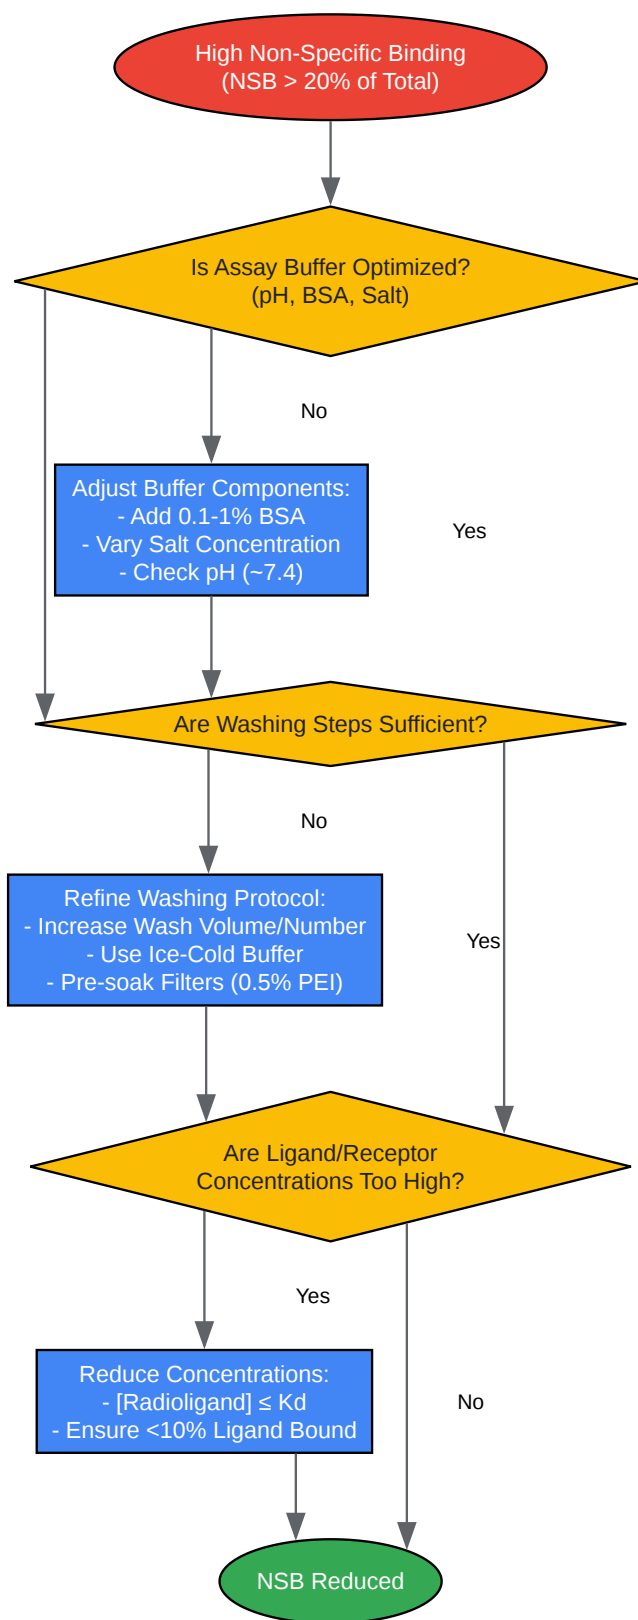 High Non-Specific Binding
(NSB > 20% of Total)
Is Assay Buffer Optimized?
(pH, BSA, Salt)
No
Adjust Buffer Components:
- Add 0.1-1% BSA
- Vary Salt Concentration
- Check pH (~7.4)
Yes
Are Washing Steps Sufficient?
No
Refine Washing Protocol:
- Increase Wash Volume/Number
- Use Ice-Cold Buffer
- Pre-soak Filters (0.5% PEI)
Yes
Are Ligand/Receptor
Concentrations Too High?
Yes
Reduce Concentrations:
- [Radioligand] ≤ Kd
- Ensure <10% Ligand Bound
No
NSB Reduced